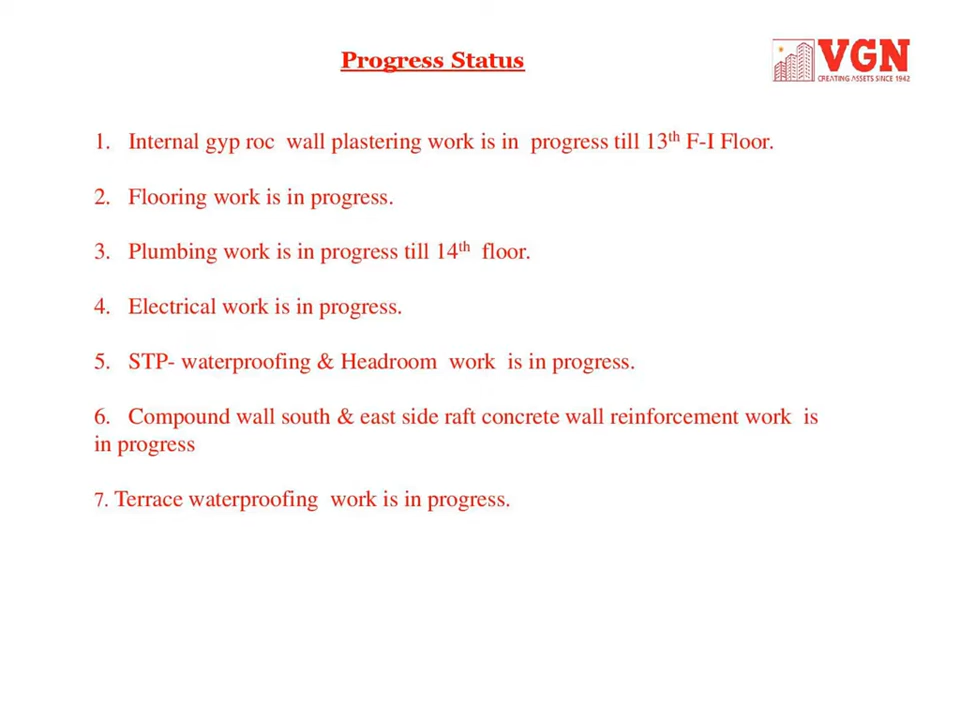 Progress Status
VGN
CREATING ASSETS SINCE 1942
1. Internal gyp roc wall plastering work is in progress till 13th F-I Floor.
2. Flooring work is in progress.
3. Plumbing work is in progress till 14th floor.
4. Electrical work is in progress.
5. STP- waterproofing & Headroom work is in progress.
6. Compound wall south & east side raft concrete wall reinforcement work is
in progress
7. Terrace waterproofing work is in progress.